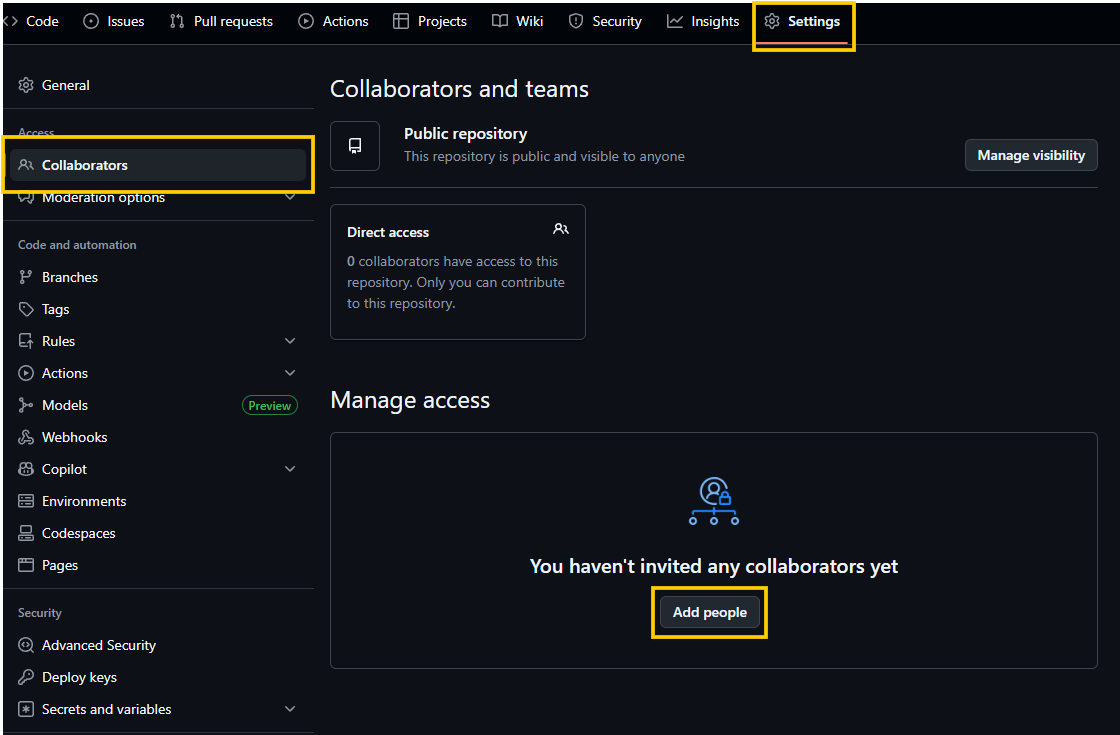 Code Issues Pull requests Actions Projects Wiki Security Insights Settings
General
Access
Collaborators
Moderation options
Code and automation
Branches
Tags
Rules
Actions
Models Preview
Webhooks
Copilot
Environments
Codespaces
Pages
Security
Advanced Security
Deploy keys
Secrets and variables
Collaborators and teams
Public repository
This repository is public and visible to anyone
Manage visibility
Direct access
0 collaborators have access to this
repository. Only you can contribute
to this repository.
Manage access
You haven't invited any collaborators yet
Add people